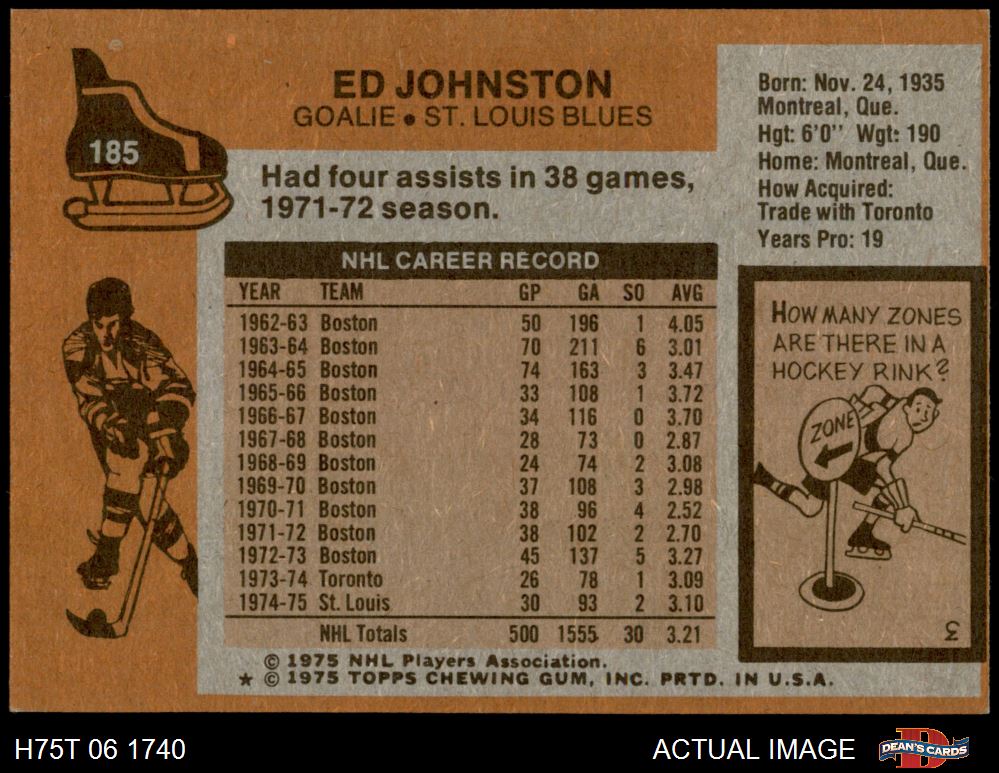 185
ED JOHNSTON
GOALIE • ST. LOUIS BLUES
Had four assists in 38 games,
1971-72 season.
Born: Nov. 24, 1935
Montreal, Que.
Hgt: 6'0" Wgt: 190
Home: Montreal, Que.
How Acquired:
Trade with Toronto
Years Pro: 19
NHL CAREER RECORD
YEAR TEAM GP GA SO AVG
1962-63 Boston 50 196 1 4.05
1963-64 Boston 70 211 6 3.01
1964-65 Boston 74 163 3 3.47
1965-66 Boston 33 108 1 3.72
1966-67 Boston 34 116 0 3.70
1967-68 Boston 28 73 0 2.87
1968-69 Boston 24 74 2 3.08
1969-70 Boston 37 108 3 2.98
1970-71 Boston 38 96 4 2.52
1971-72 Boston 38 102 2 2.70
1972-73 Boston 45 137 5 3.27
1973-74 Toronto 26 78 1 3.09
1974-75 St. Louis 30 93 2 3.10
NHL Totals 500 1555 30 3.21
© 1975 NHL Players Association.
★ © 1975 TOPPS CHEWING GUM, INC. PRTD. IN U.S.A.
HOW MANY ZONES
ARE THERE IN A
HOCKEY RINK?
ZONE
3
H75T 06 1740
ACTUAL IMAGE
DEAN'S CARDS